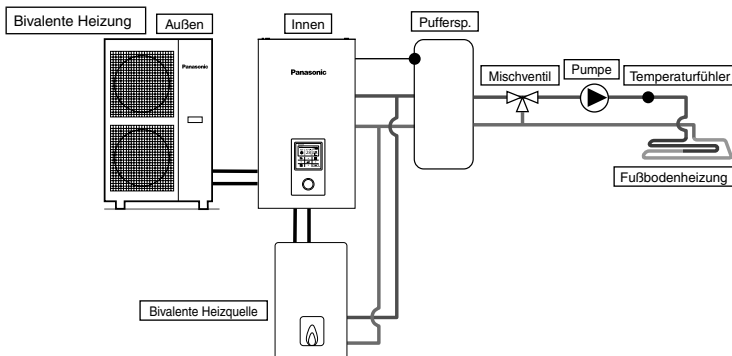 Bivalente Heizung
Außen
Innen
Puffersp.
Panasonic
Panasonic
Mischventil
Pumpe
Temperaturfühler
Fußbodenheizung
Bivalente Heizquelle